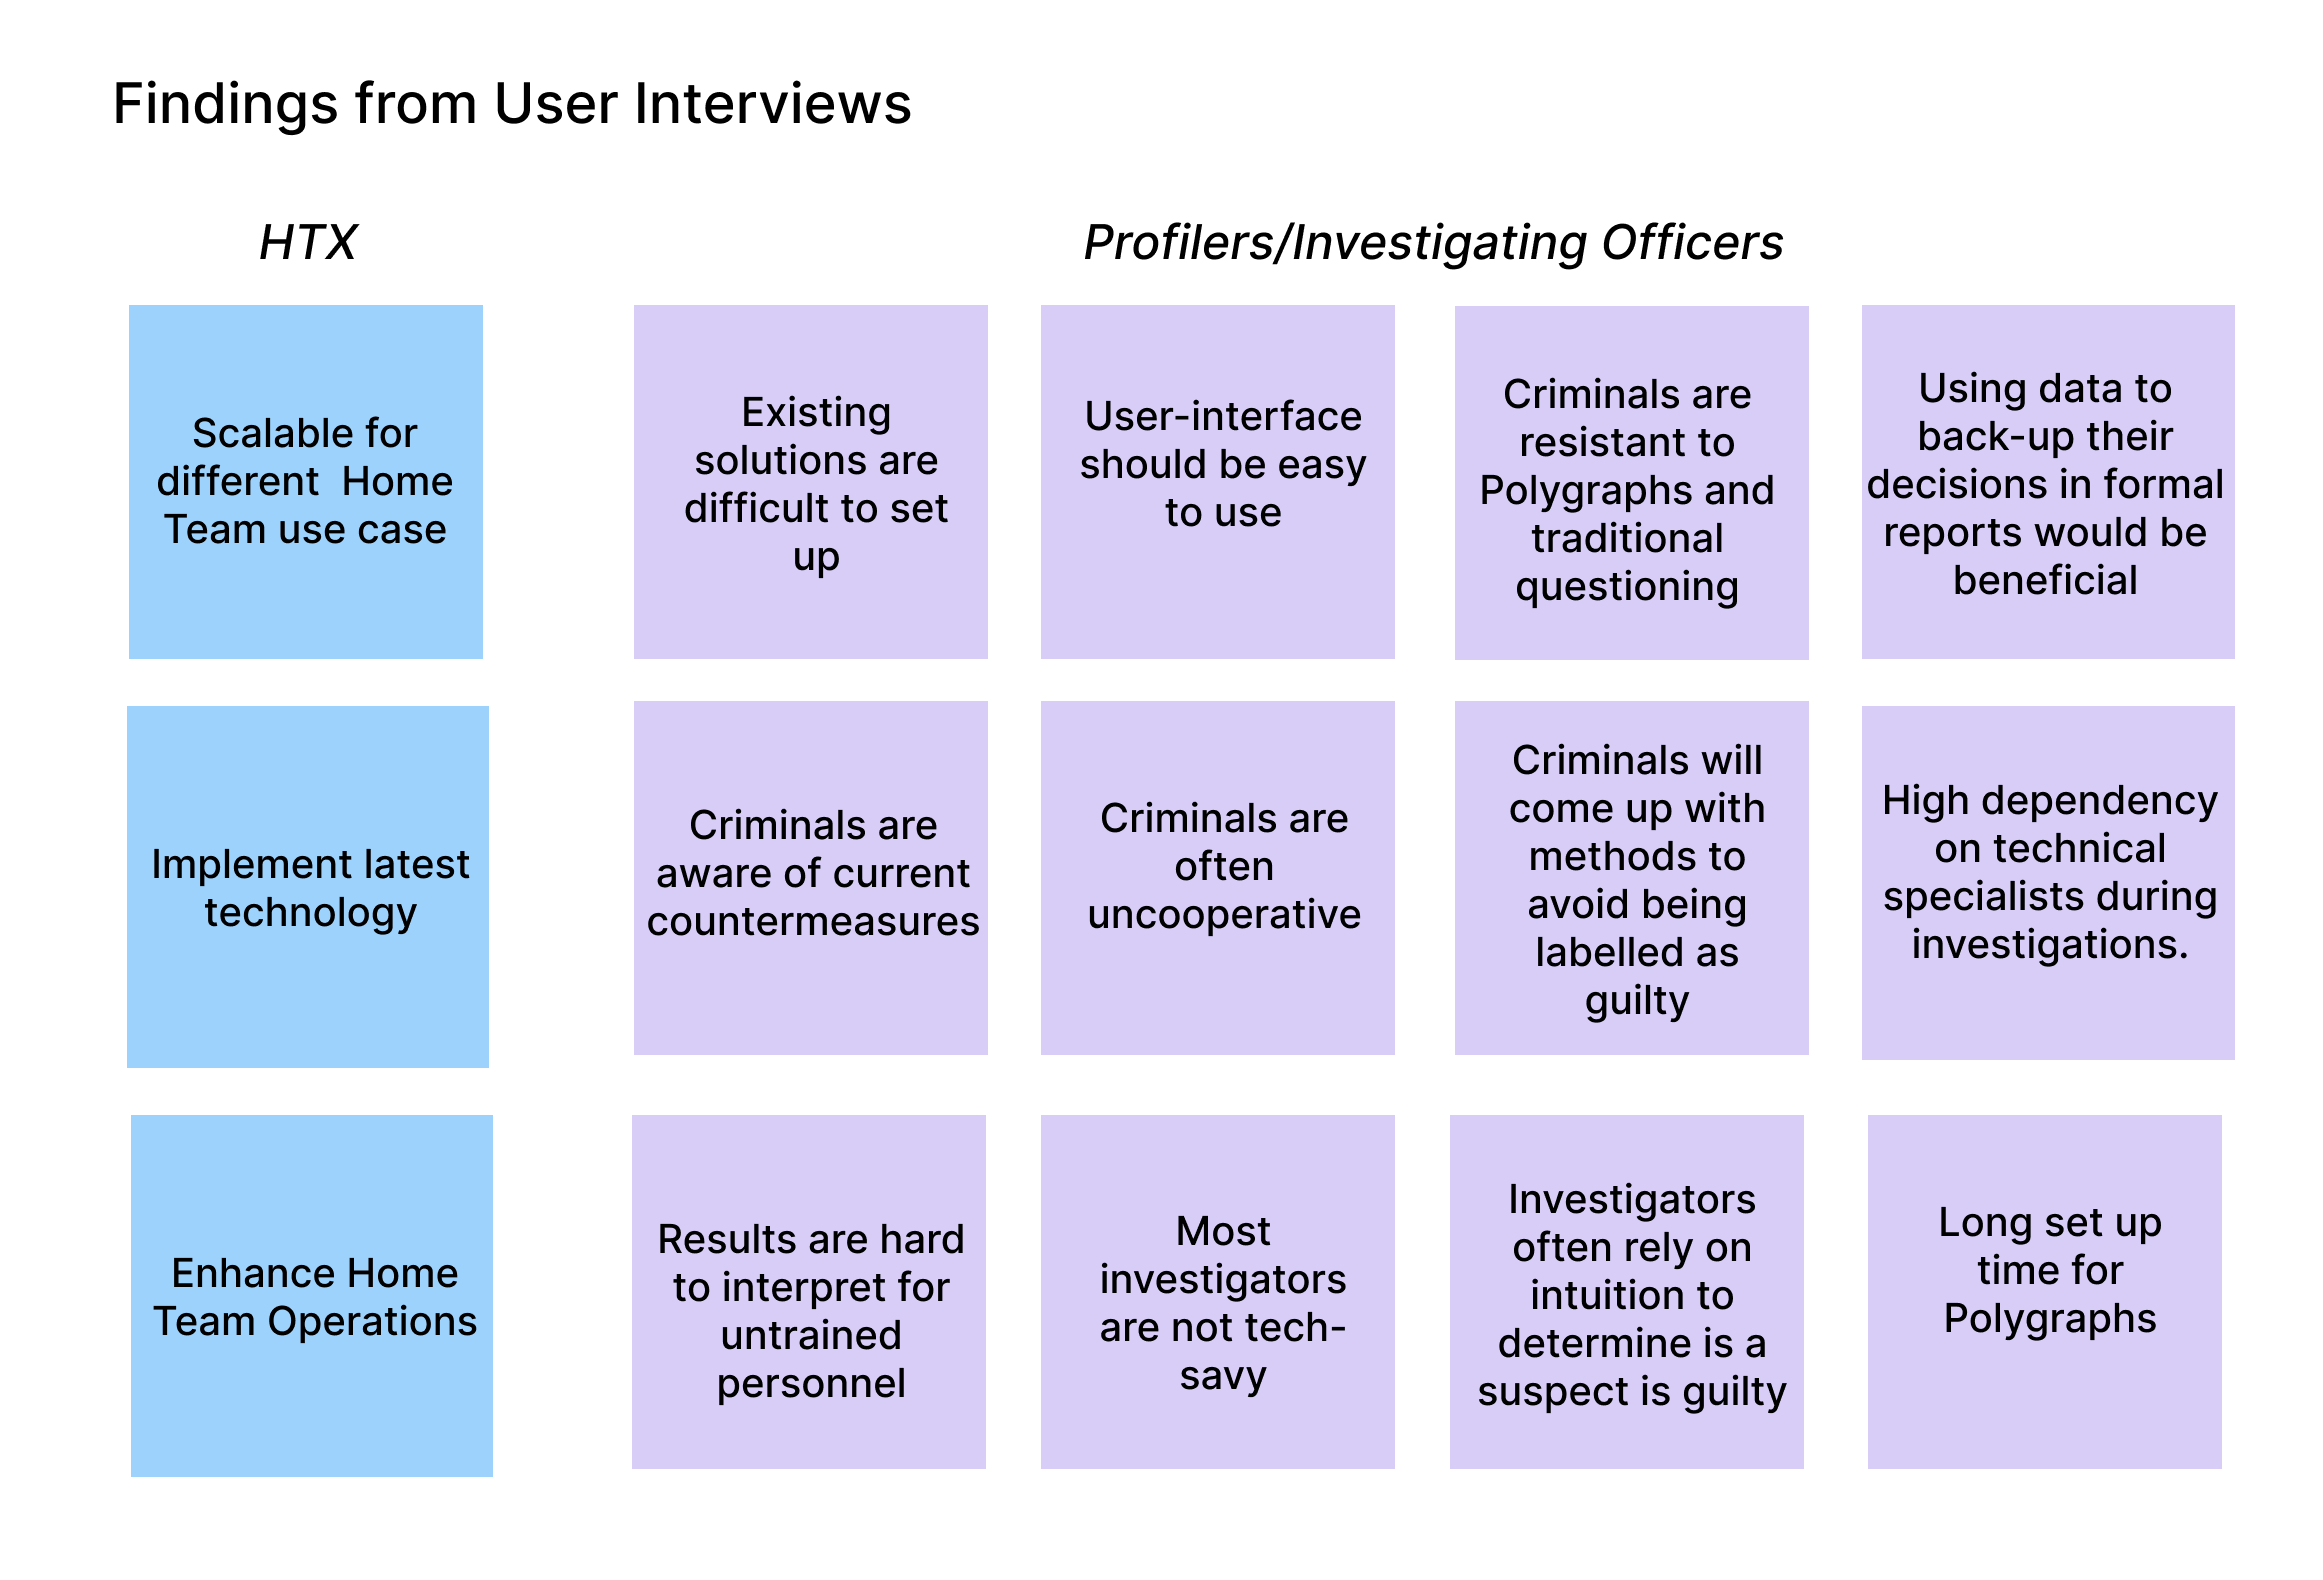 Findings from User Interviews
HTX
Profilers/Investigating Officers
Scalable for
different  Home
Team use case
Existing
solutions are
difficult to set
up
User-interface
should be easy
to use
Criminals are
resistant to
Polygraphs and
traditional
questioning
Using data to
back-up their
decisions in formal
reports would be
beneficial
Implement latest
technology
Criminals are
aware of current
countermeasures
Criminals are
often
uncooperative
Criminals will
come up with
methods to
avoid being
labelled as
guilty
High dependency
on technical
specialists during
investigations.
Enhance Home
Team Operations
Results are hard
to interpret for
untrained
personnel
Most
investigators
are not tech-
savy
Investigators
often rely on
intuition to
determine is a
suspect is guilty
Long set up
time for
Polygraphs